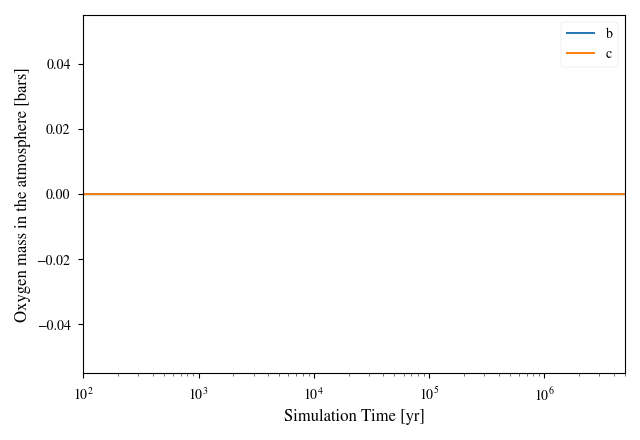 b
c
0.04
0.02
0.00
−0.02
−0.04
Oxygen mass in the atmosphere [bars]
10²
10³
10⁴
10⁵
10⁶
Simulation Time [yr]